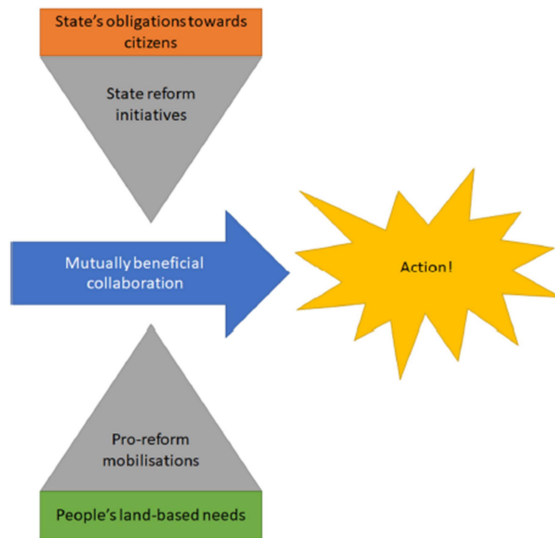 State’s obligations towards
citizens
State reform
initiatives
Mutually beneficial
collaboration
Action!
Pro-reform
mobilisations
People’s land-based needs